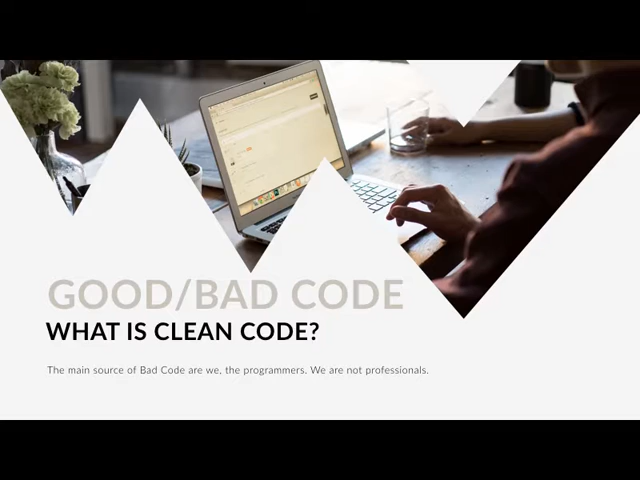 GOOD/BAD CODE
WHAT IS CLEAN CODE?
The main source of Bad Code are we, the programmers. We are not professionals.